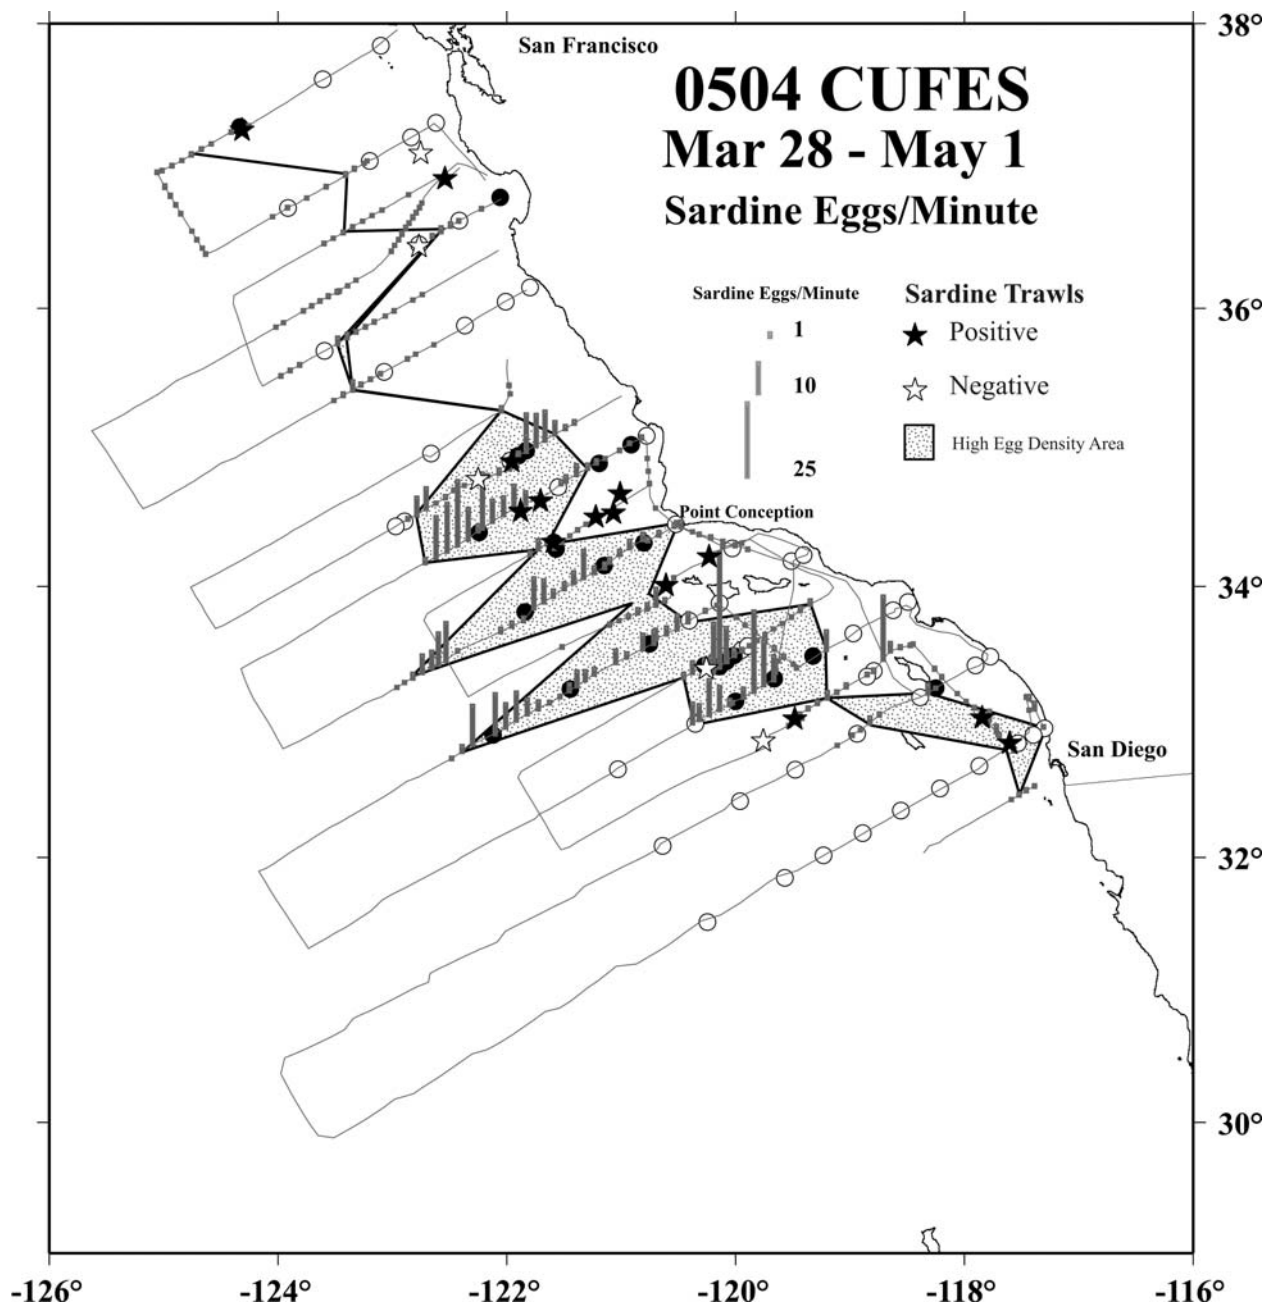 San Francisco
0504 CUFES
Mar 28 - May 1
Sardine Eggs/Minute
Sardine Eggs/Minute
1
10
25
Sardine Trawls
Positive
Negative
High Egg Density Area
Point Conception
San Diego
38°
36°
34°
32°
30°
-126°
-124°
-122°
-120°
-118°
-116°